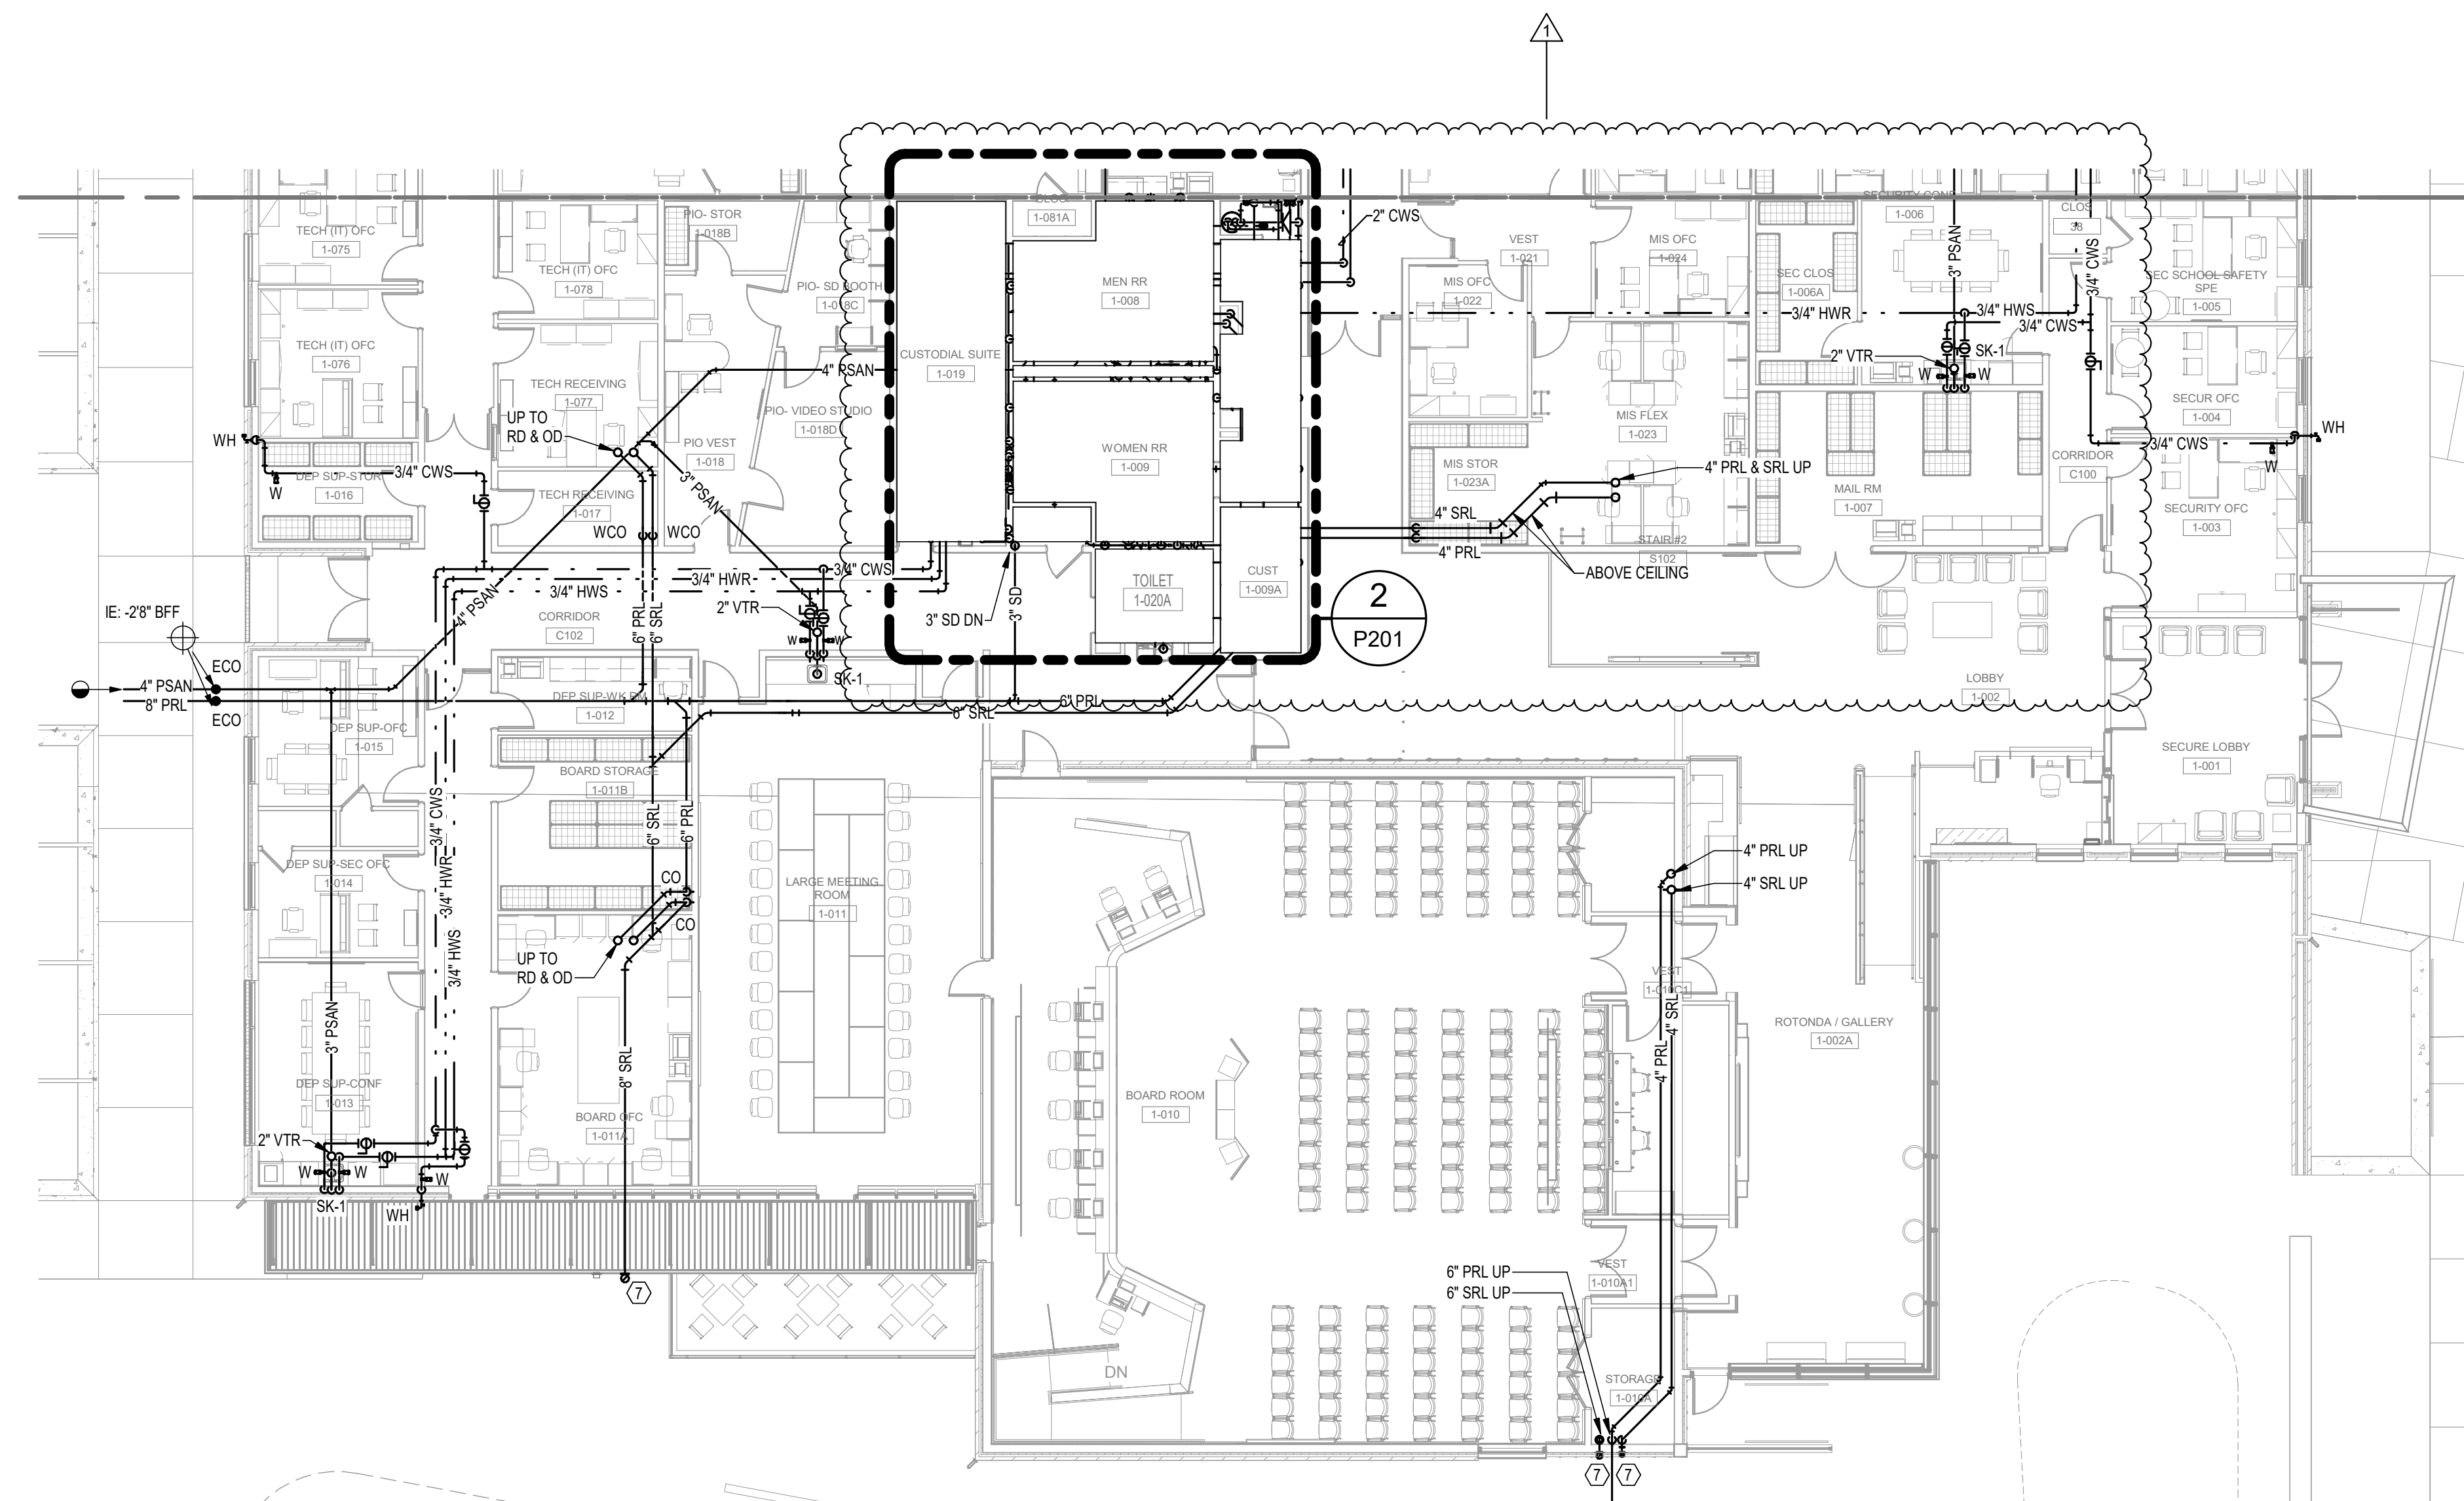 1
TECH (IT) OFC
1-075
TECH (IT) OFC
1-078
PIO- STOR
1-018B
1-081A
2" CWS
VEST
1-021
MIS OFC
1-024
SECURITY CONF
1-006
CLOS
38
3" PSAN
3/4" CWS
PIO- SD BOOTH
1-018C
MEN RR
1-008
MIS OFC
1-022
SEC CLOS
1-006A
SEC SCHOOL SAFETY
SPE
1-005
3/4" HWR
3/4" HWS
3/4" CWS
TECH (IT) OFC
1-076
CUSTODIAL SUITE
1-019
4" PSAN
2" VTR
SK-1
W
W
TECH RECEIVING
1-077
UP TO
RD & OD
PIO- VIDEO STUDIO
1-018D
PIO VEST
1-018
WOMEN RR
1-009
MIS FLEX
1-023
SECUR OFC
1-004
WH
WH
W
3/4" CWS
3/4" CWS
W
DEP SUP-STOR
1-016
3" PSAN
MIS STOR
1-023A
4" PRL & SRL UP
MAIL RM
1-007
CORRIDOR
C100
TECH RECEIVING
1-017
WCO
WCO
4" SRL
4" PRL
STAIR #2
S102
ABOVE CEILING
SECURITY OFC
1-003
3/4" CWS
3/4" HWR
3/4" HWS
4" PSAN
CORRIDOR
C102
6" PRL
6" SRL
2" VTR
W
W
SK-1
3" SD DN
3" SD
TOILET
1-020A
CUST
1-009A
2
P201
IE: -2'8" BFF
ECO
ECO
4" PSAN
8" PRL
DEP SUP-WK RM
1-012
6" SRL
6" PRL
LOBBY
1-002
DEP SUP-OFC
1-015
SECURE LOBBY
1-001
BOARD STORAGE
1-011B
3/4" CWS
6" SRL
6" PRL
DEP SUP-SEC OFC
1-014
3/4" HWR
3/4" HWS
CO
CO
LARGE MEETING
ROOM
1-011
4" PRL UP
4" SRL UP
UP TO
RD & OD
VEST
1-010C1
3" PSAN
8" SRL
4" SRL
4" PRL
ROTONDA / GALLERY
1-002A
DEP SUP-CONF
1-013
BOARD OFC
1-011A
BOARD ROOM
1-010
2" VTR
W
W
W
SK-1
WH
7
6" PRL UP
6" SRL UP
VEST
1-010A1
DN
STORAGE
1-010A
7
7